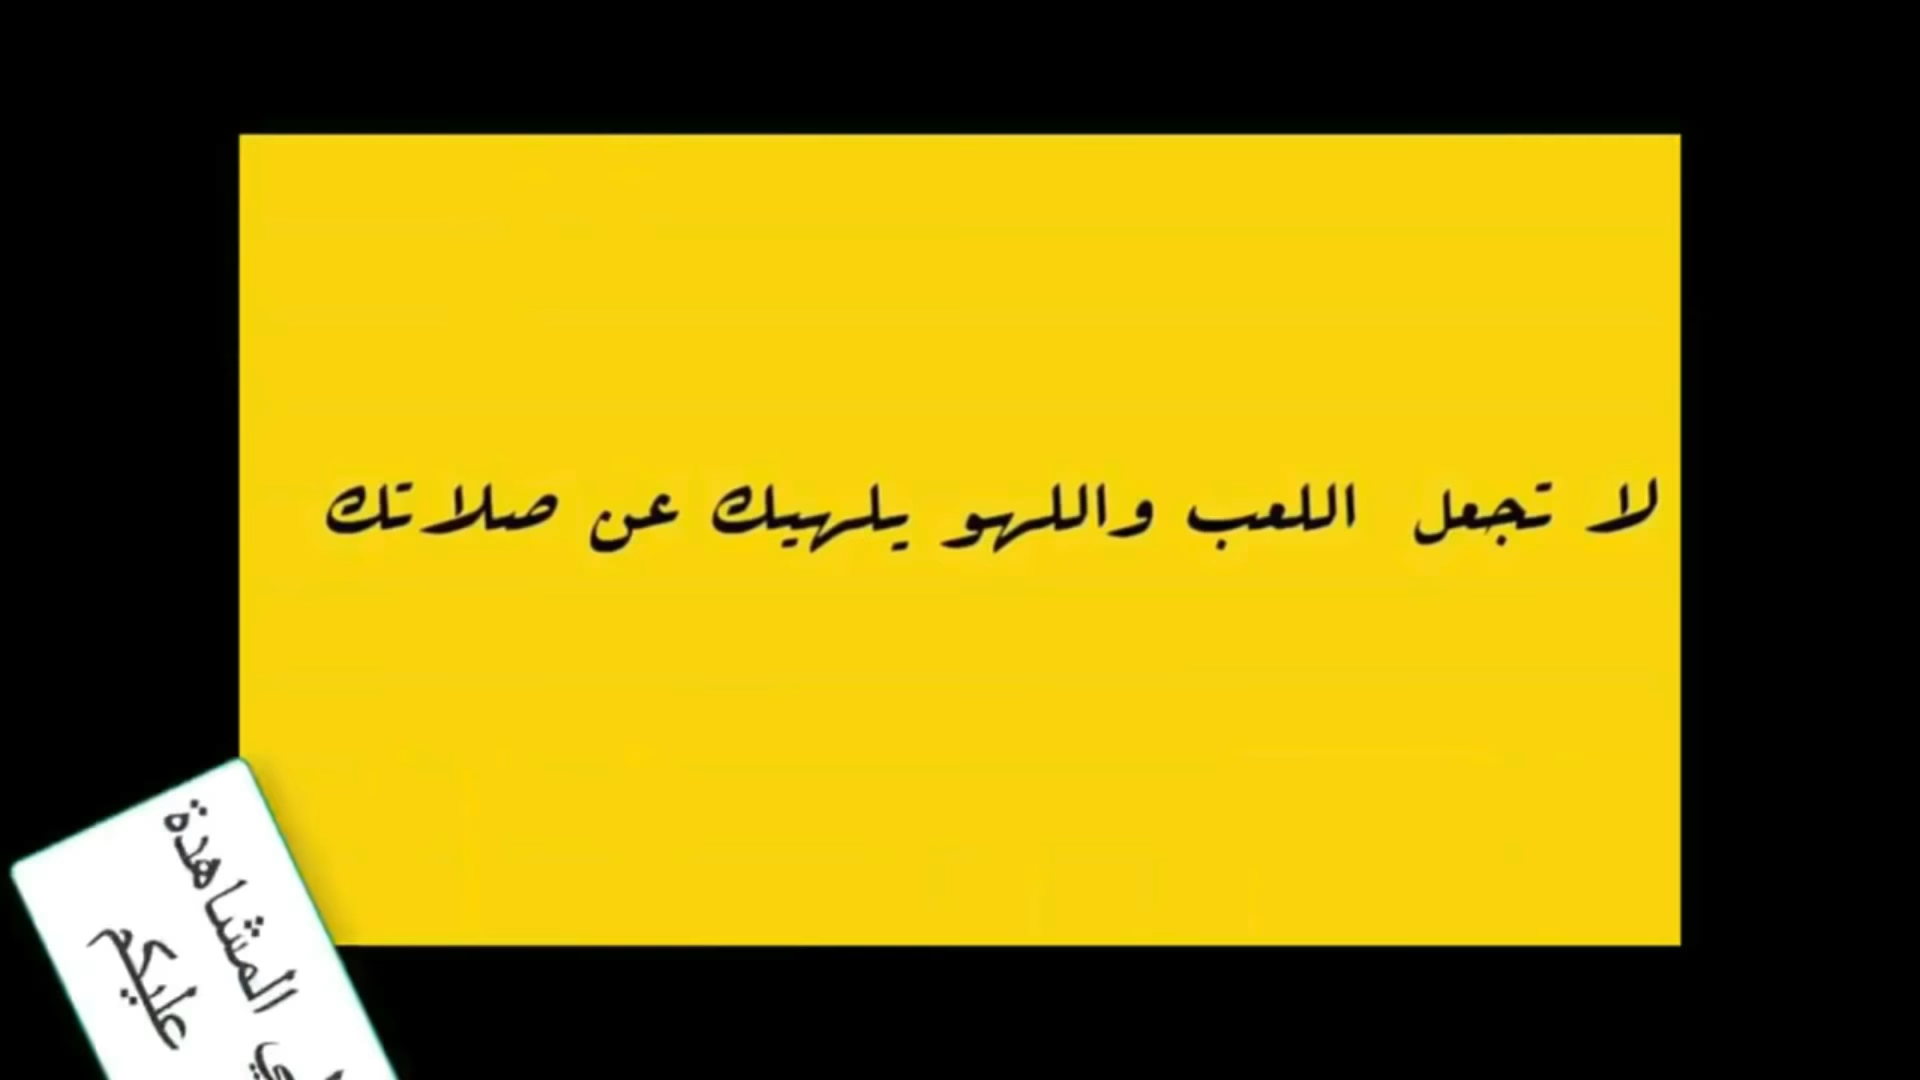 لا تجعل اللعب واللهو يلهيك عن صلاتك
المشاهدة
عليكم